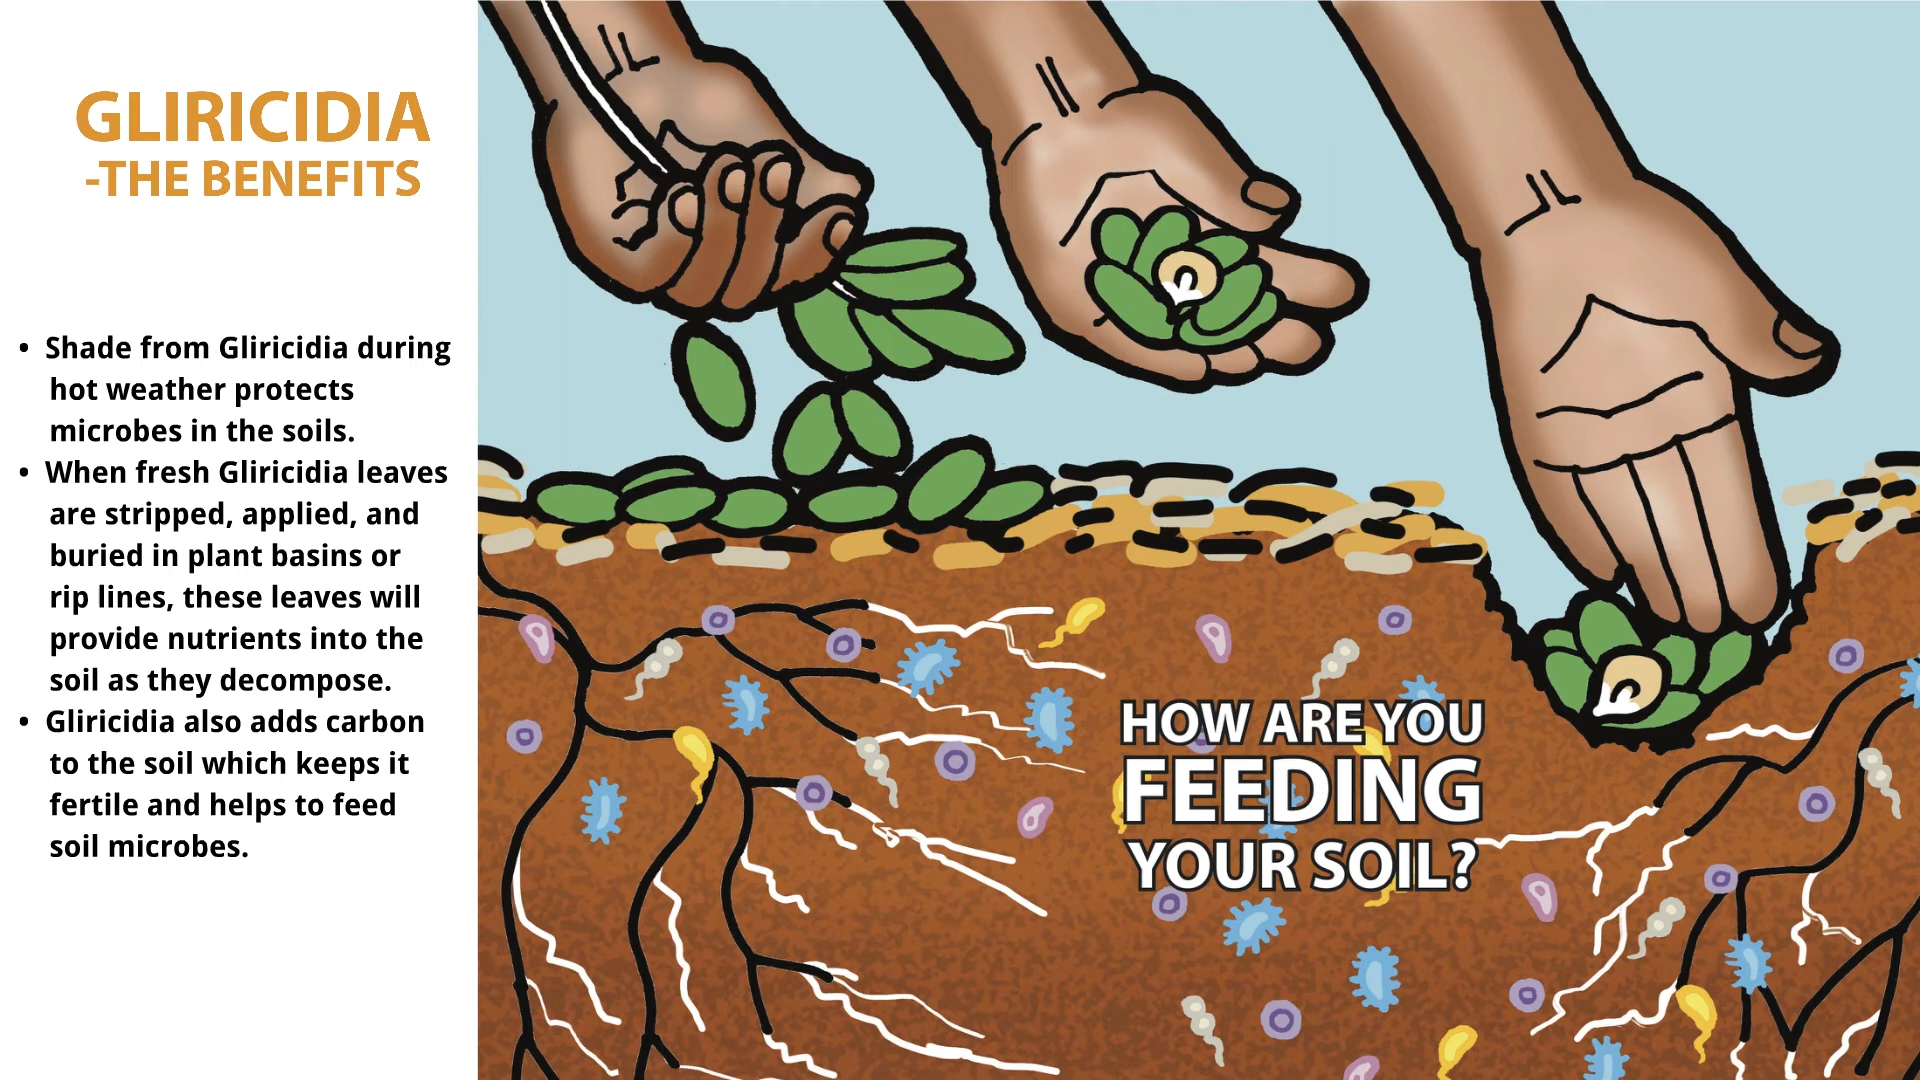 GLIRICIDIA
-THE BENEFITS
• Shade from Gliricidia during
hot weather protects
microbes in the soils.
• When fresh Gliricidia leaves
are stripped, applied, and
buried in plant basins or
rip lines, these leaves will
provide nutrients into the
soil as they decompose.
• Gliricidia also adds carbon
to the soil which keeps it
fertile and helps to feed
soil microbes.
HOW ARE YOU
FEEDING
YOUR SOIL?